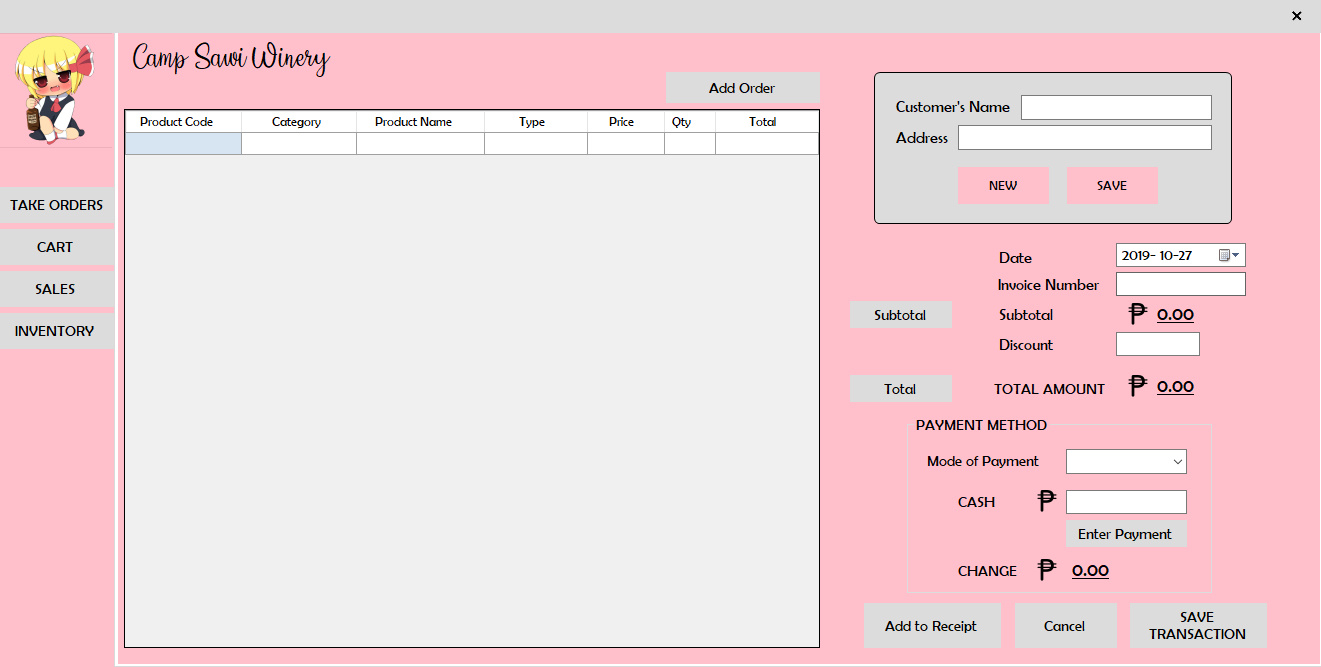 Camp Sawi Winery
Add Order
Product Code Category Product Name Type Price Qty Total
TAKE ORDERS
CART
SALES
INVENTORY
Customer's Name
Address
NEW SAVE
Date 2019- 10-27
Invoice Number
Subtotal Subtotal ₱ 0.00
Discount
Total TOTAL AMOUNT ₱ 0.00
PAYMENT METHOD
Mode of Payment
CASH ₱
Enter Payment
CHANGE ₱ 0.00
Add to Receipt Cancel SAVE
TRANSACTION